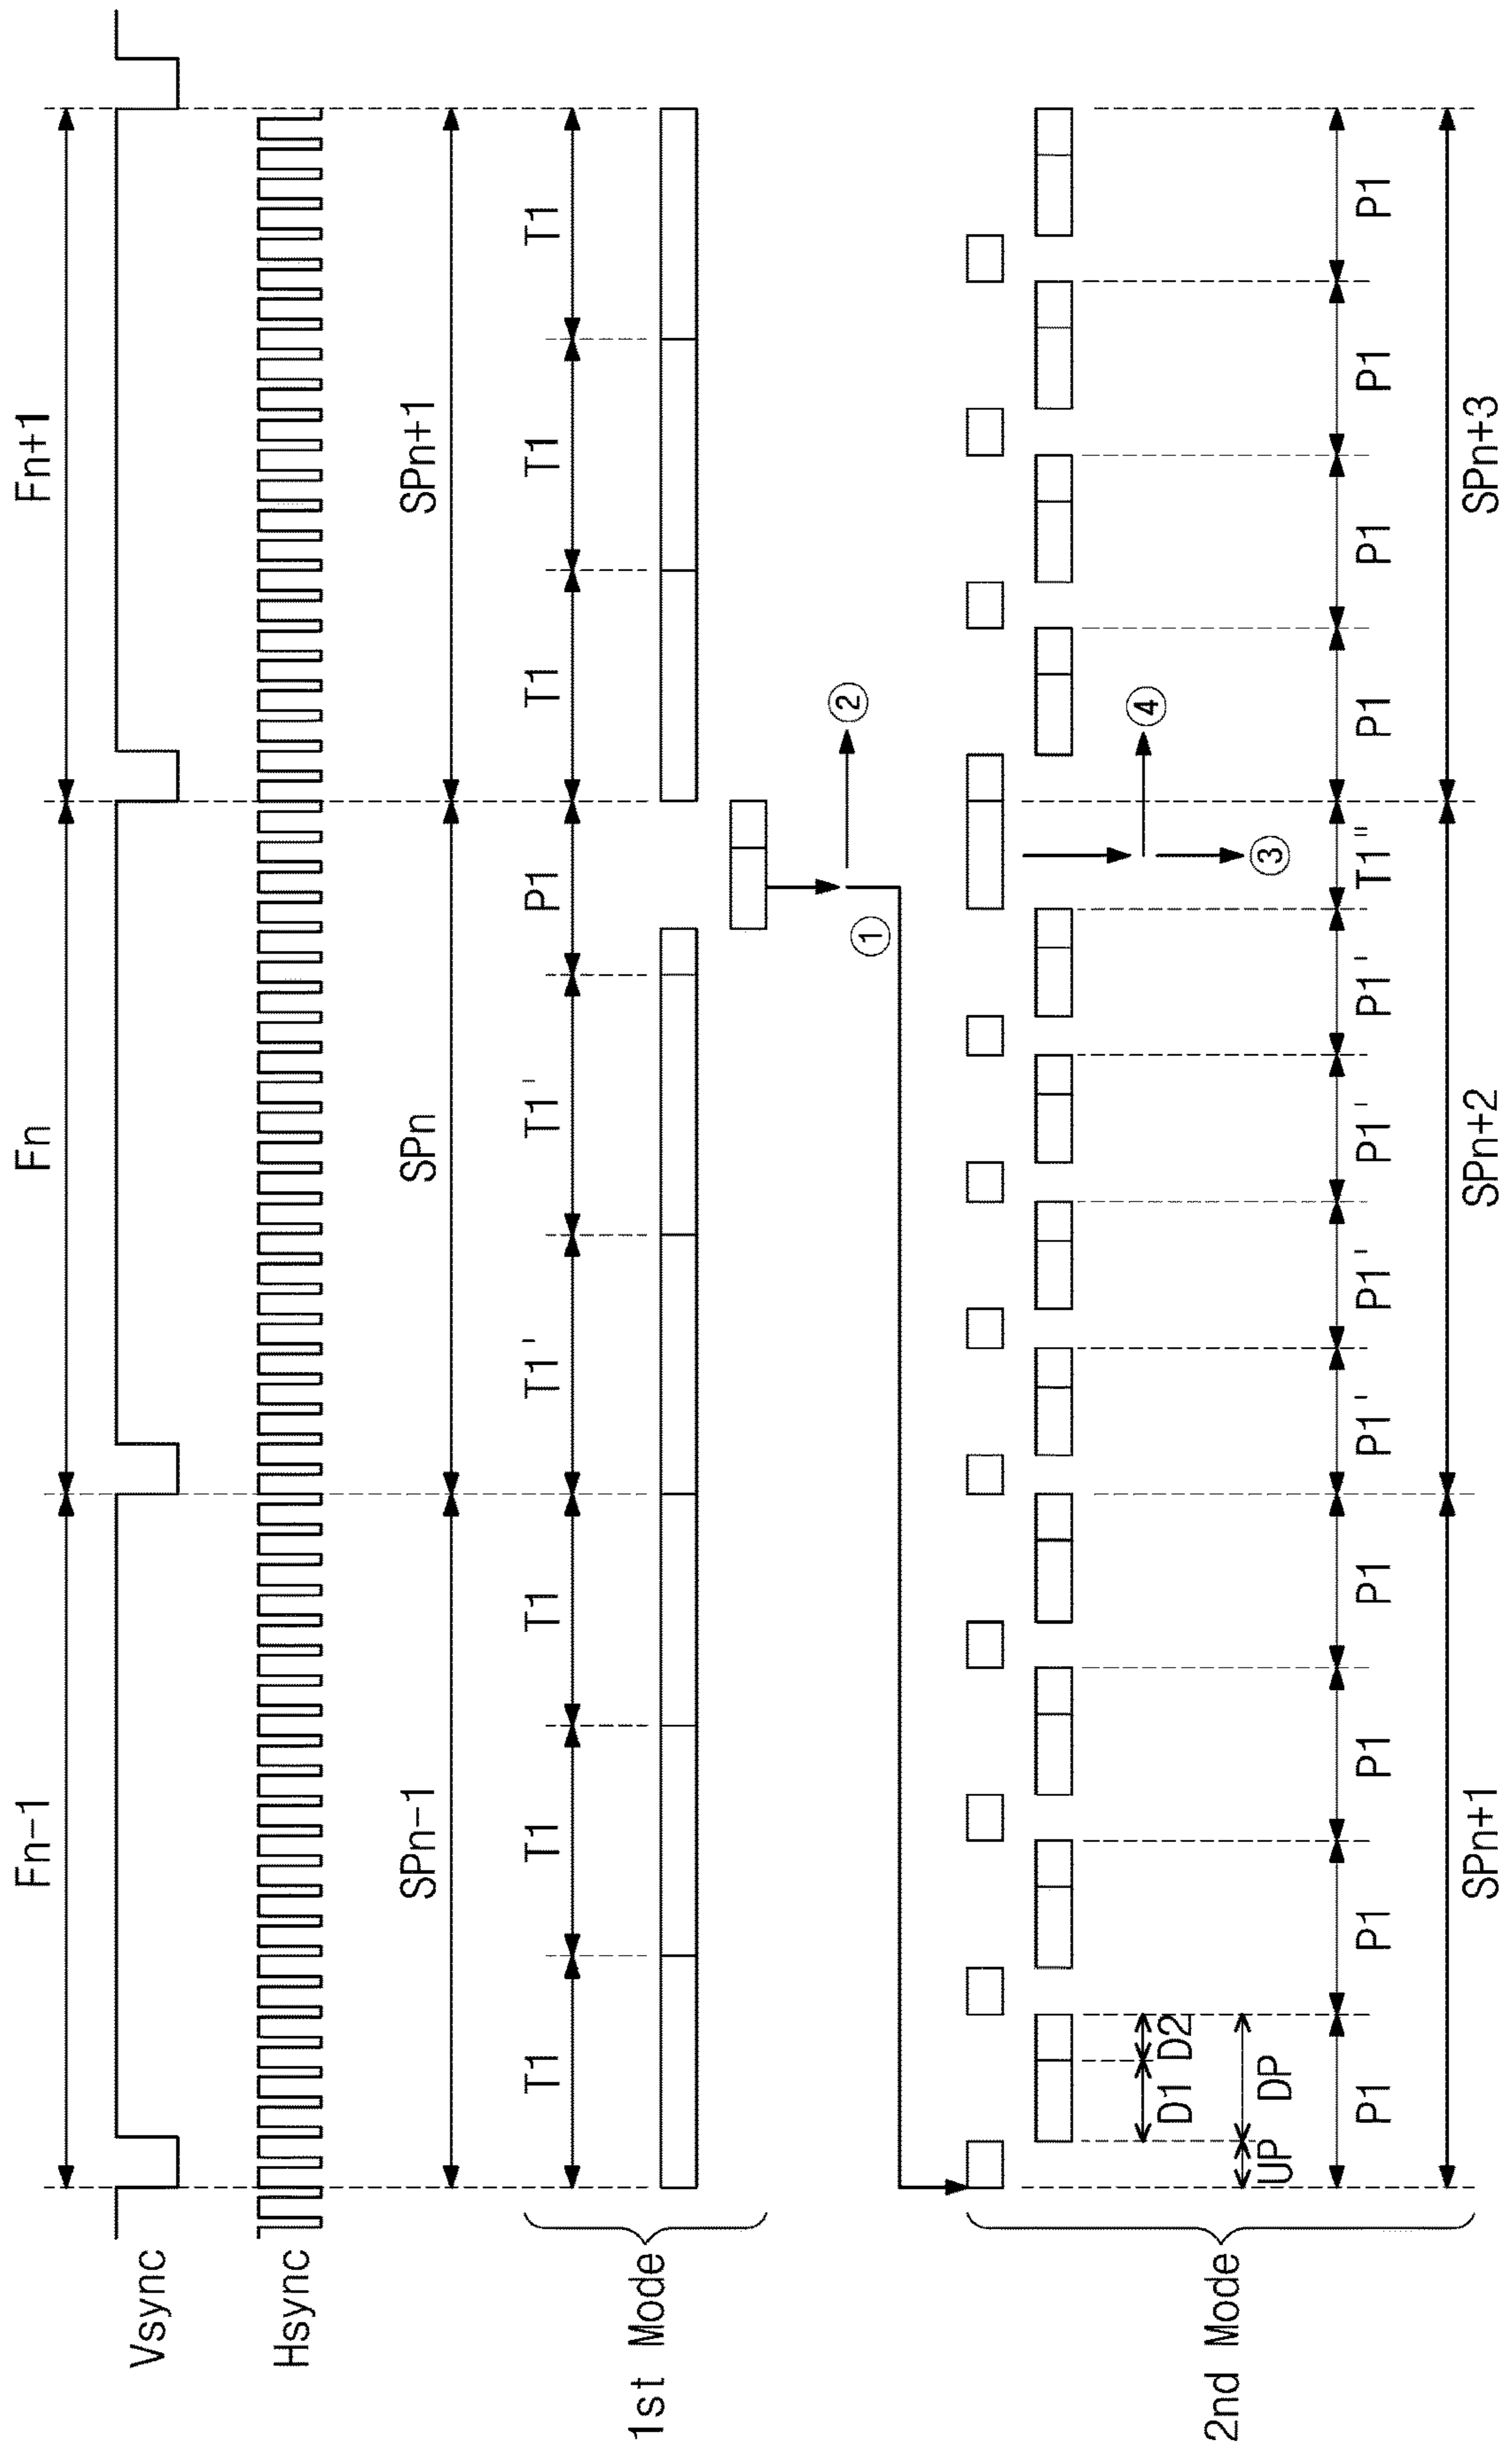 Vsync
Fn-1
Fn
Fn+1
Hsync
SPn-1
SPn
SPn+1
1st Mode
T1
T1
T1
T1'
T1'
P1
T1
T1
T1
①
②
2nd Mode
D1
D2
UP
DP
③
④
P1
P1
P1
P1
P1'
P1'
P1'
P1'
T1"
P1
P1
P1
P1
SPn+1
SPn+2
SPn+3